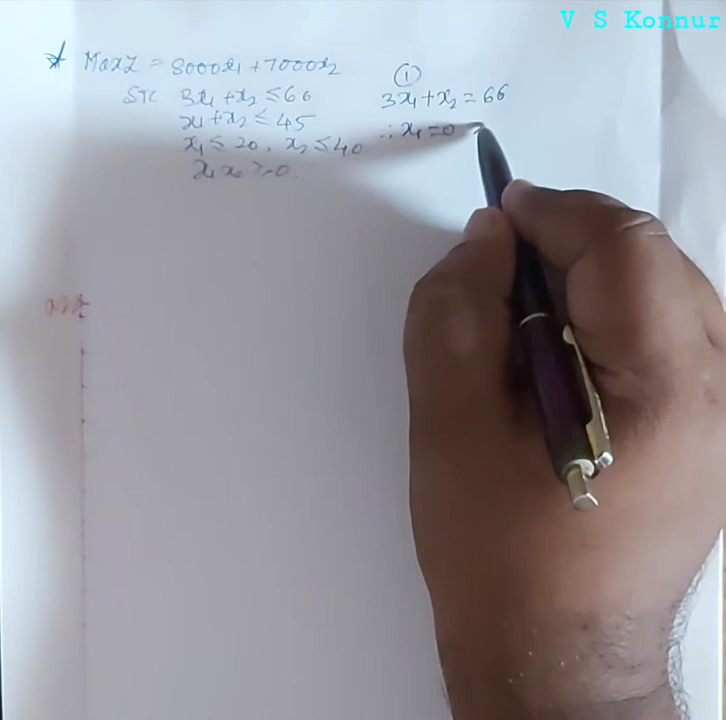 V S Konnur
* Max Z = 8000x₁ + 7000x₂
STC 3x₁ + x₂ ≤ 66
x₁ + x₂ ≤ 45
x₁ ≤ 20, x₂ ≤ 40
x₁ x₂ ≥ 0.
①
3x₁ + x₂ = 66
∴ x₁ = 0